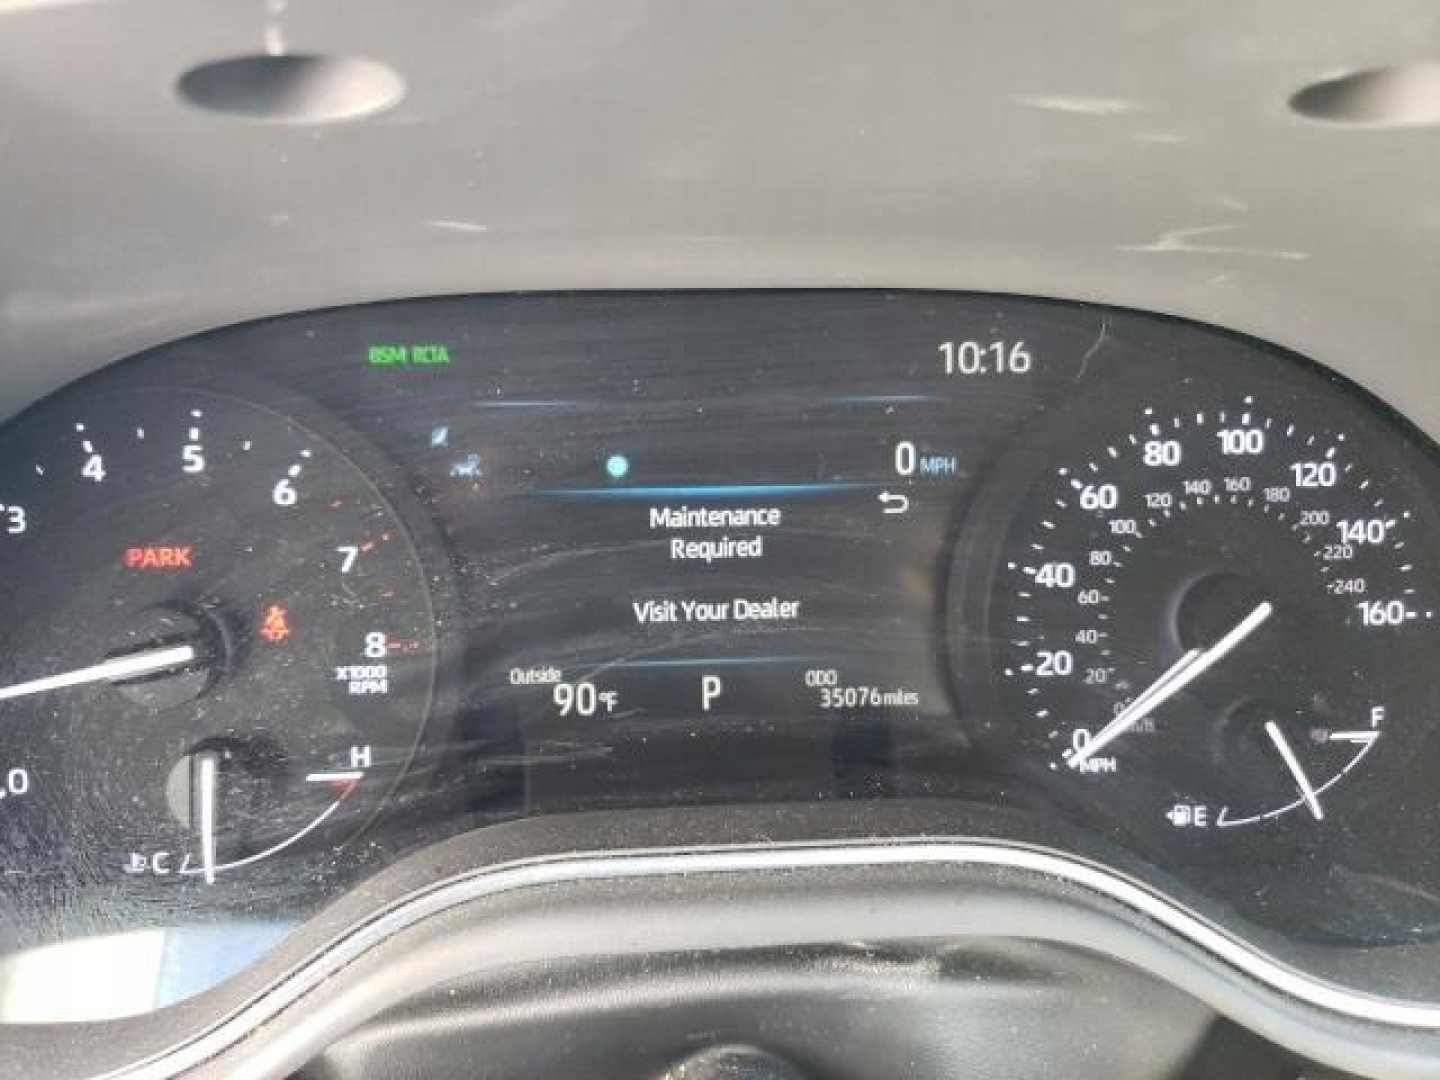 BSM RCTA
10:16
0 MPH
Maintenance
Required
Visit Your Dealer
Outside
90°F
P
ODO
35076 miles
3
4
5
6
7
8
X1000
RPM
PARK
0
H
C
0
20
40
60
80
100
120
140
160
MPH
20
40
60
80
100
120
140
160
180
200
220
240
F
E